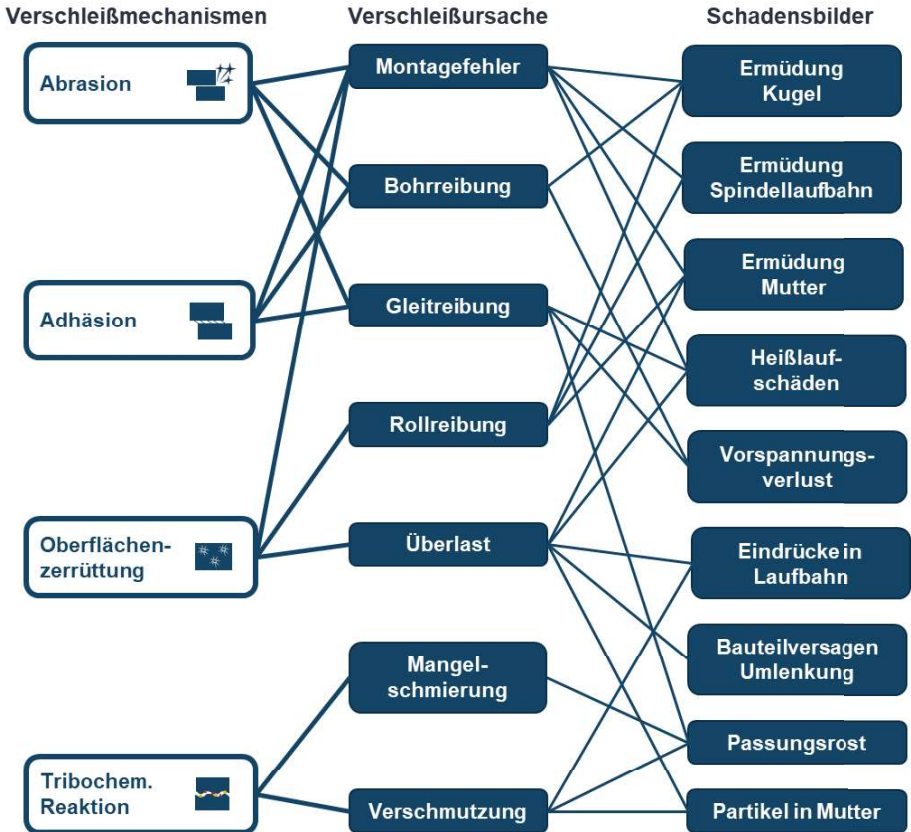 Verschleißmechanismen
Verschleißursache
Schadensbilder
Abrasion
Adhäsion
Oberflächen-
zerrüttung
Tribochem.
Reaktion
Montagefehler
Bohrreibung
Gleitreibung
Rollreibung
Überlast
Mangel-
schmierung
Verschmutzung
Ermüdung
Kugel
Ermüdung
Spindellaufbahn
Ermüdung
Mutter
Heißlauf-
schäden
Vorspannungs-
verlust
Eindrücke in
Laufbahn
Bauteilversagen
Umlenkung
Passungsrost
Partikel in Mutter